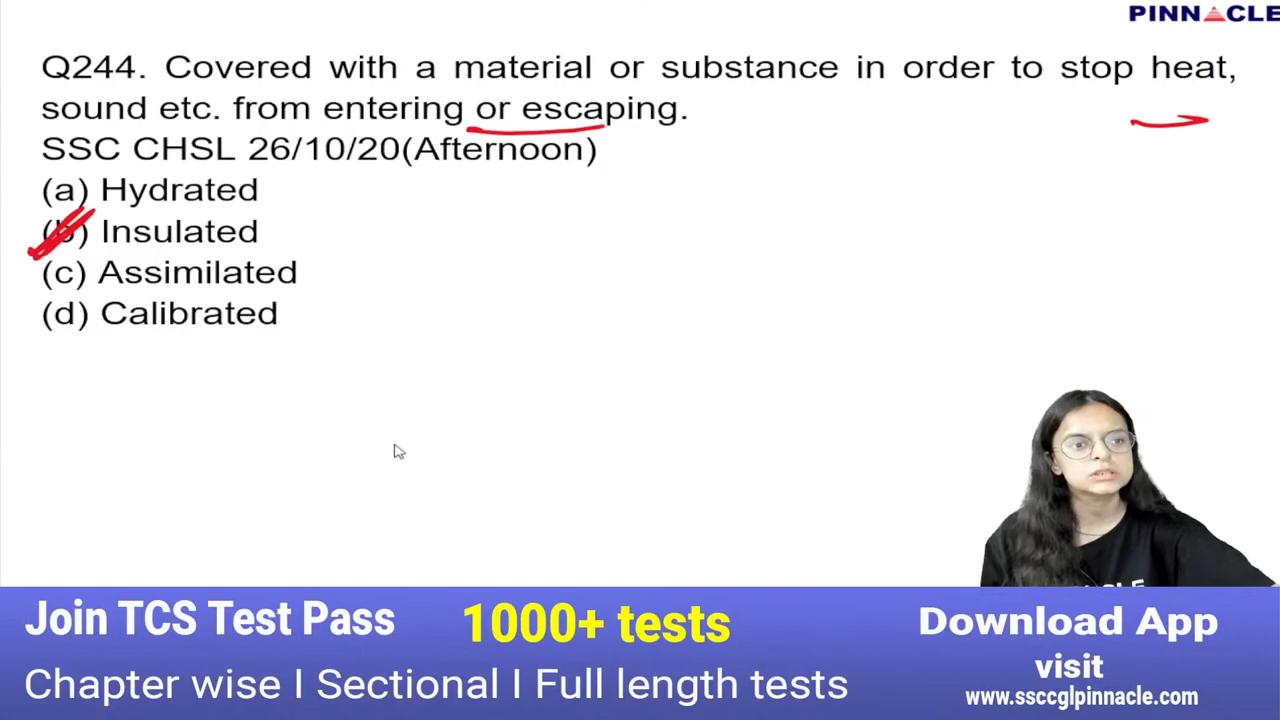 PINNACLE
Q244. Covered with a material or substance in order to stop heat,
sound etc. from entering or escaping.
SSC CHSL 26/10/20(Afternoon)
(a) Hydrated
(b) Insulated
(c) Assimilated
(d) Calibrated
Join TCS Test Pass
1000+ tests
Chapter wise I Sectional I Full length tests
Download App
visit
www.ssccglpinnacle.com